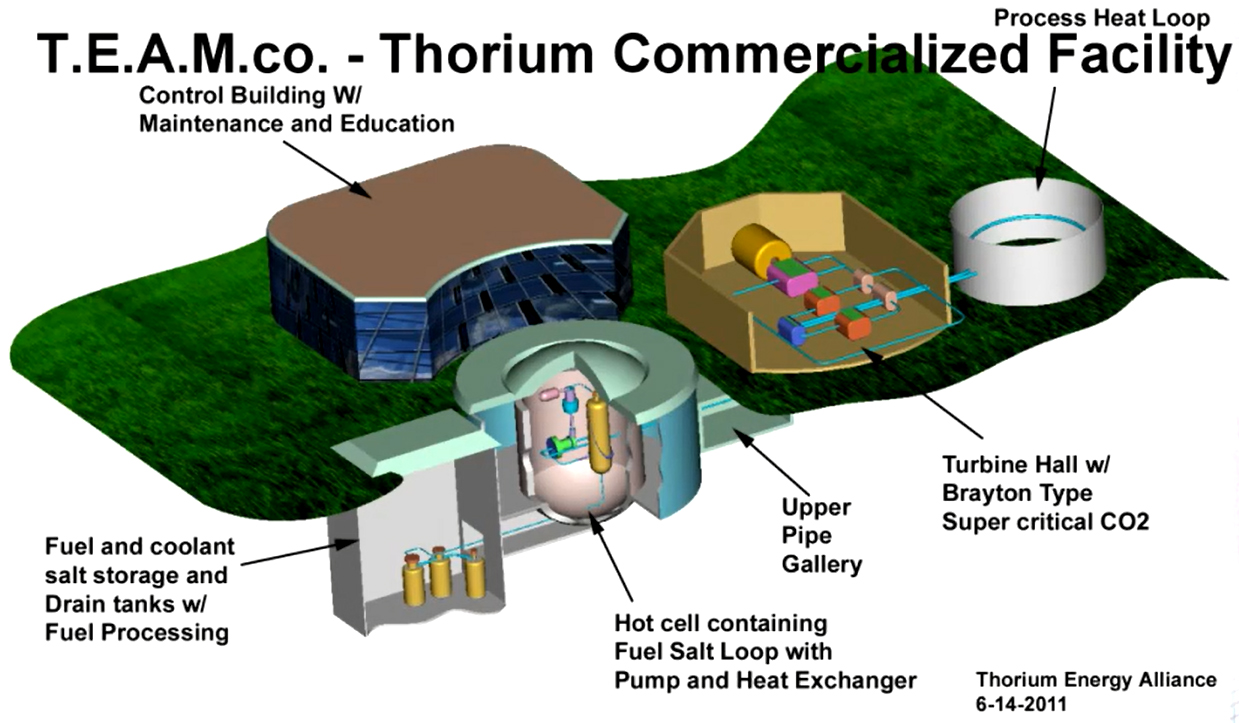 Process Heat Loop
T.E.A.M.co. - Thorium Commercialized Facility
Control Building W/
Maintenance and Education
Turbine Hall w/
Brayton Type
Super critical CO2
Upper
Pipe
Gallery
Fuel and coolant
salt storage and
Drain tanks w/
Fuel Processing
Hot cell containing
Fuel Salt Loop with
Pump and Heat Exchanger
Thorium Energy Alliance
6-14-2011